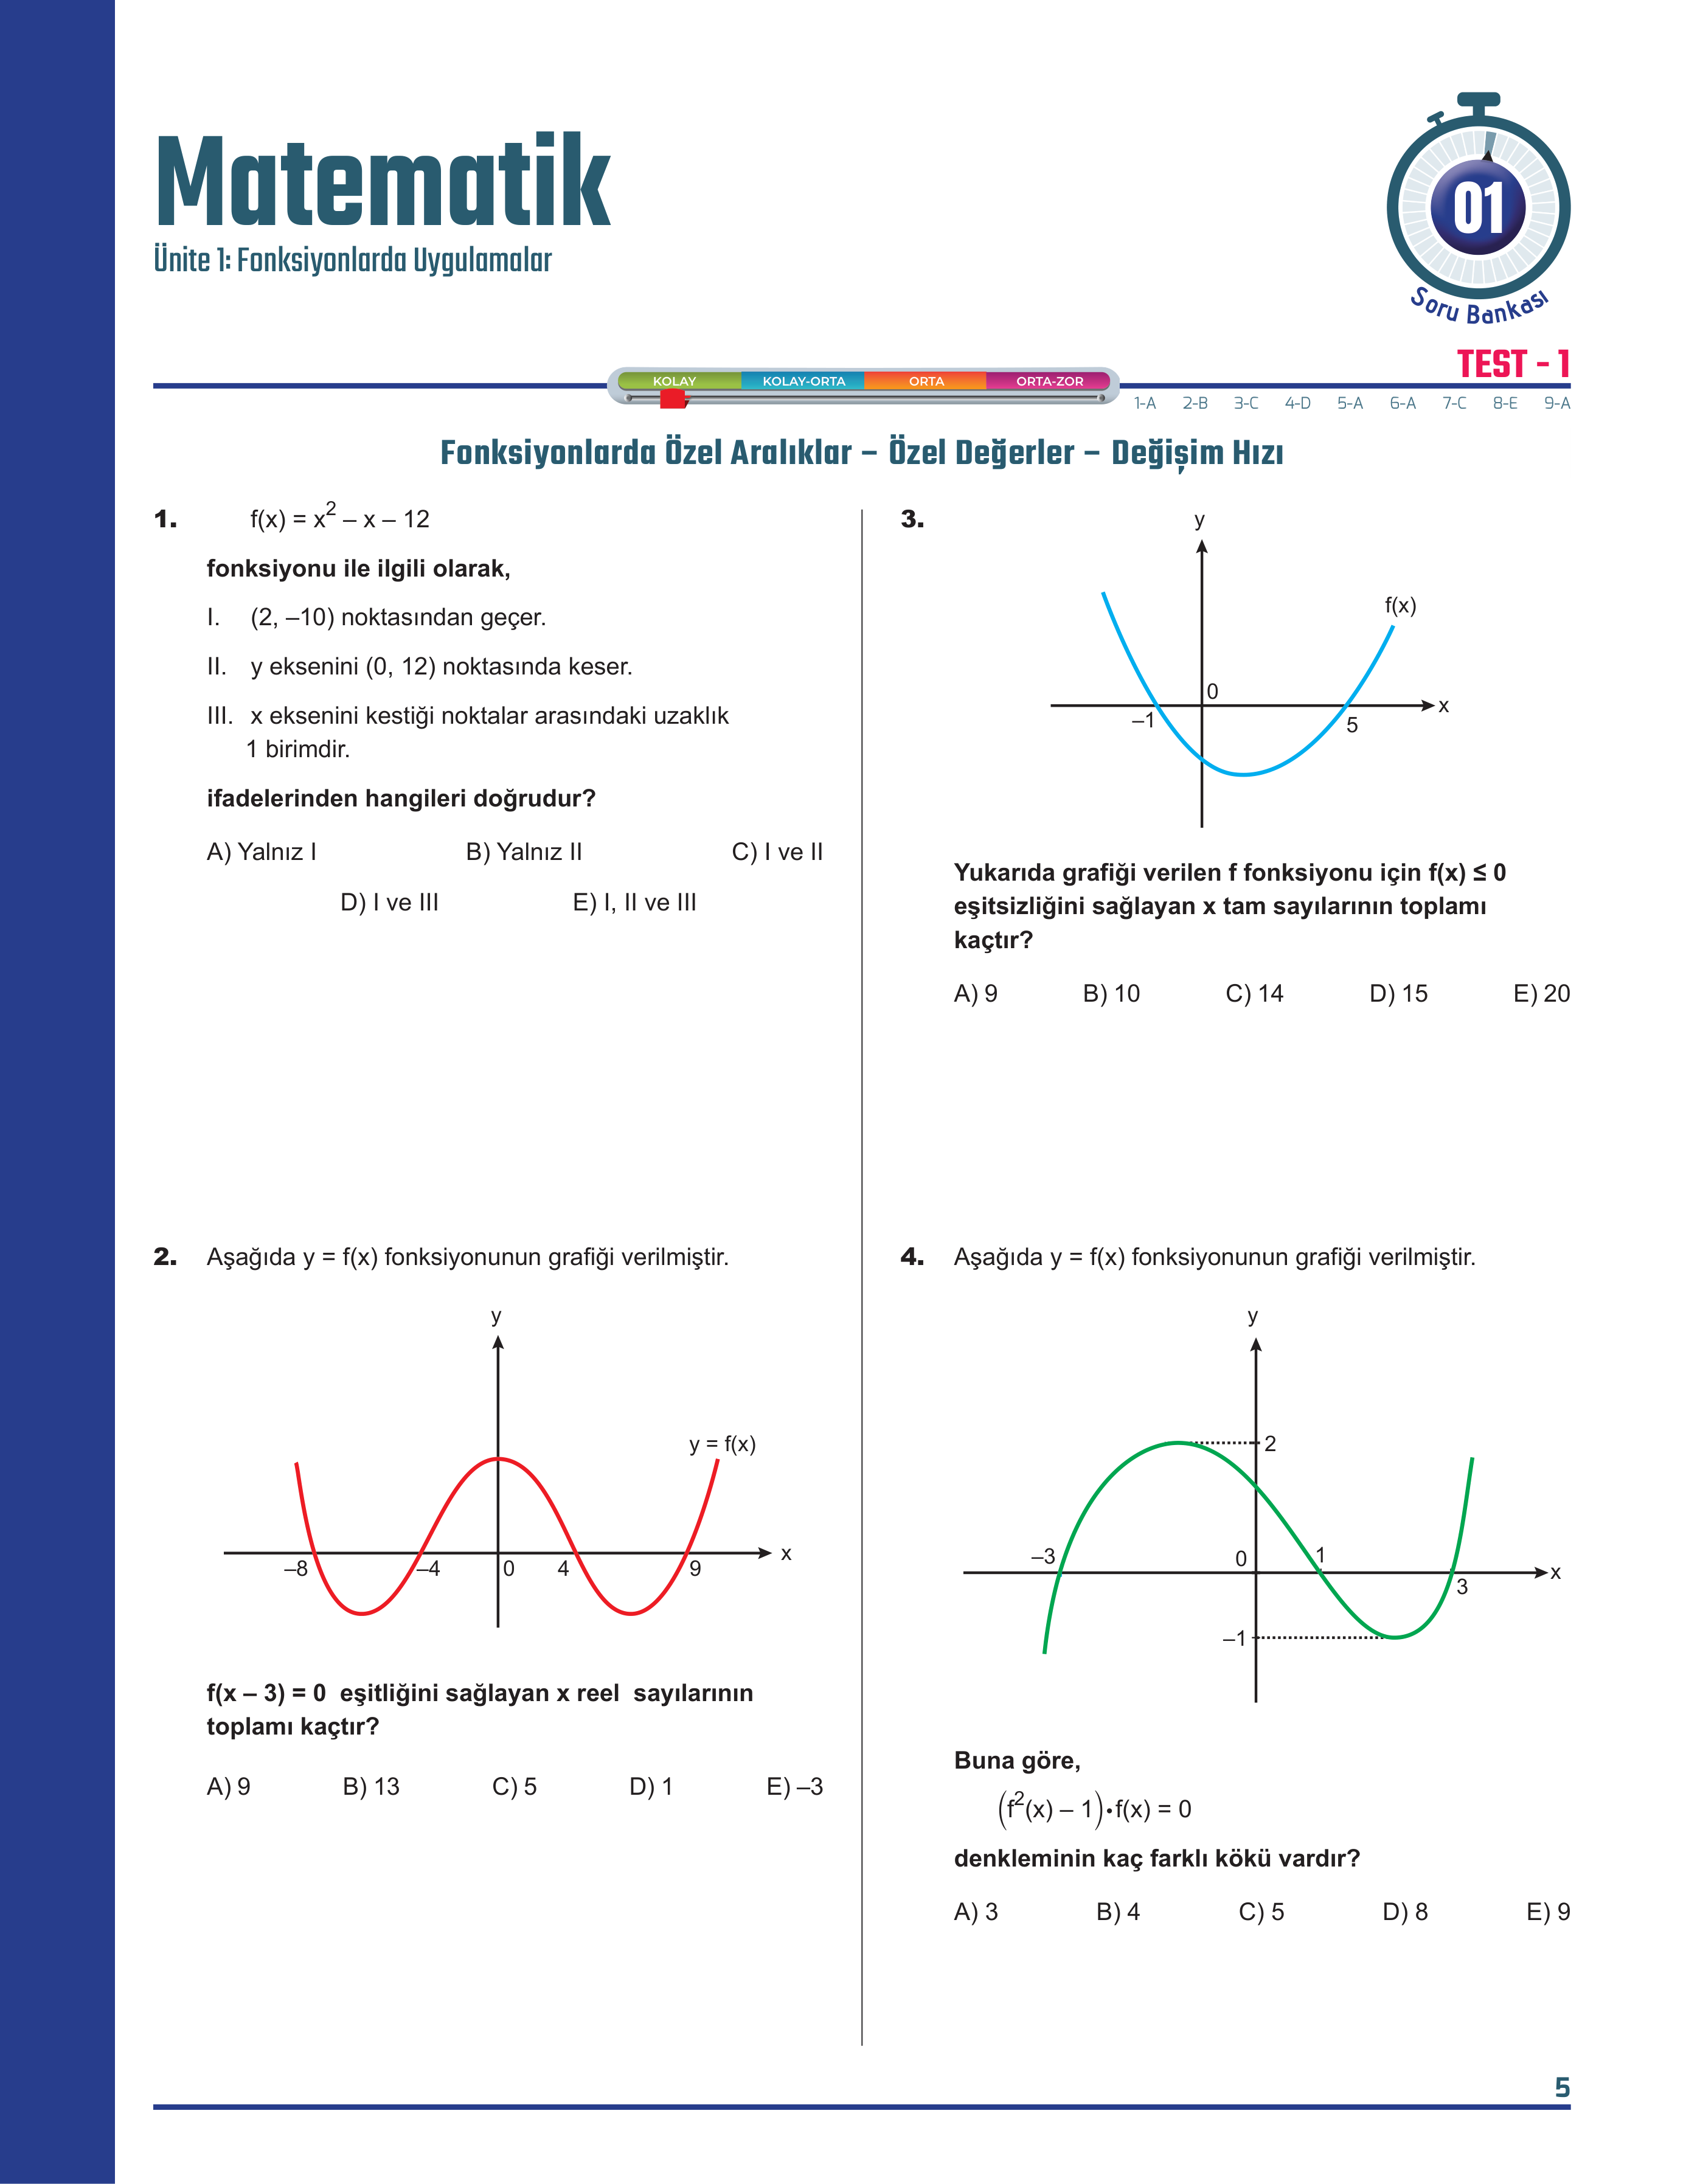 Matematik
Ünite 1: Fonksiyonlarda Uygulamalar
01
Soru Bankası
TEST - 1
KOLAY KOLAY-ORTA ORTA ORTA-ZOR
1-A 2-B 3-C 4-D 5-A 6-A 7-C 8-E 9-A
Fonksiyonlarda Özel Aralıklar – Özel Değerler – Değişim Hızı
1. f(x) = x² – x – 12
fonksiyonu ile ilgili olarak,
I. (2, –10) noktasından geçer.
II. y eksenini (0, 12) noktasında keser.
III. x eksenini kestiği noktalar arasındaki uzaklık
1 birimdir.
ifadelerinden hangileri doğrudur?
A) Yalnız I B) Yalnız II C) I ve II
D) I ve III E) I, II ve III
2. Aşağıda y = f(x) fonksiyonunun grafiği verilmiştir.
y
y = f(x)
x
–8 –4 0 4 9
f(x – 3) = 0 eşitliğini sağlayan x reel sayılarının
toplamı kaçtır?
A) 9 B) 13 C) 5 D) 1 E) –3
3.
y
f(x)
0
x
–1 5
Yukarıda grafiği verilen f fonksiyonu için f(x) ≤ 0
eşitsizliğini sağlayan x tam sayılarının toplamı
kaçtır?
A) 9 B) 10 C) 14 D) 15 E) 20
4. Aşağıda y = f(x) fonksiyonunun grafiği verilmiştir.
y
2
–3 0 1
x
3
–1
Buna göre,
(f²(x) – 1)·f(x) = 0
denkleminin kaç farklı kökü vardır?
A) 3 B) 4 C) 5 D) 8 E) 9
5